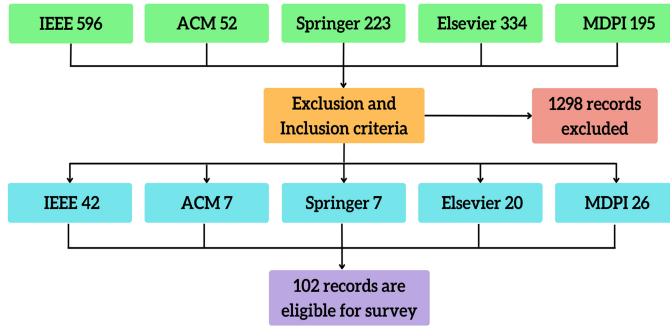 IEEE 596
ACM 52
Springer 223
Elsevier 334
MDPI 195
Exclusion and
Inclusion criteria
1298 records
excluded
IEEE 42
ACM 7
Springer 7
Elsevier 20
MDPI 26
102 records are
eligible for survey